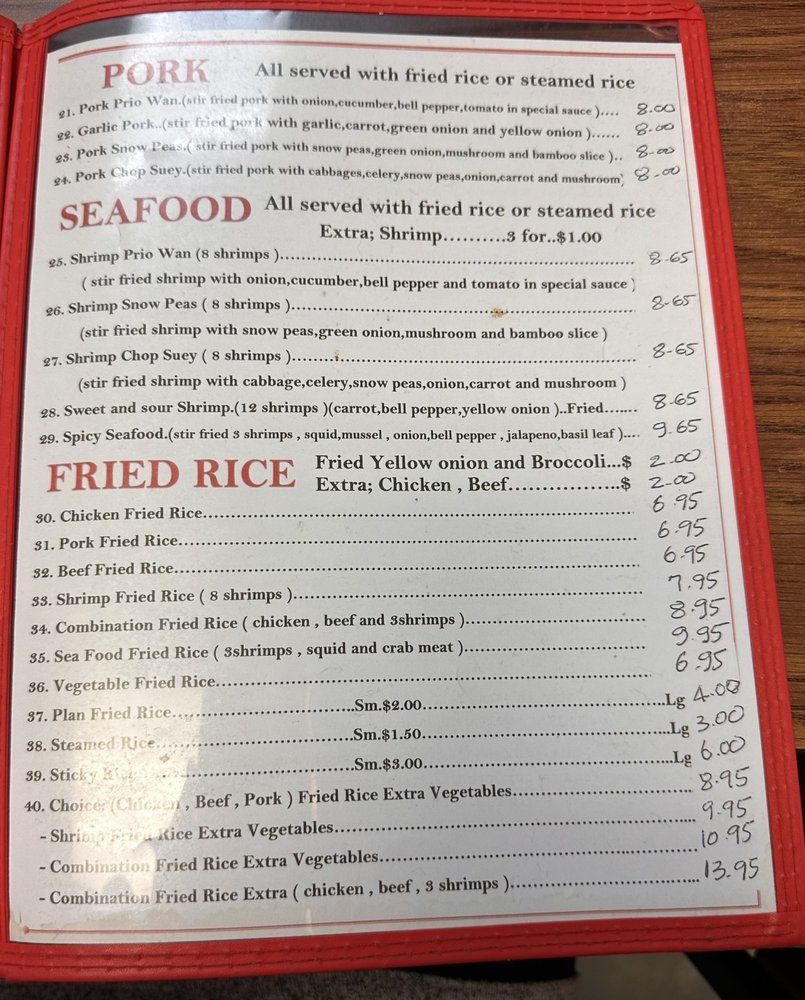 PORK All served with fried rice or steamed rice
21. Pork Prio Wan.(stir fried pork with onion,cucumber,bell pepper,tomato in special sauce ).... 8.00
22. Garlic Pork..(stir fried pork with garlic,carrot,green onion and yellow onion )...... 8.00
23. Pork Snow Peas.( stir fried pork with snow peas,green onion,mushroom and bamboo slice ).. 8.00
24. Pork Chop Suey.(stir fried pork with cabbages,celery,snow peas,onion,carrot and mushroom) 8.00
SEAFOOD All served with fried rice or steamed rice
Extra; Shrimp..........3 for..$1.00
25. Shrimp Prio Wan (8 shrimps )............................................................ 8.65
( stir fried shrimp with onion,cucumber,bell pepper and tomato in special sauce )
26. Shrimp Snow Peas ( 8 shrimps )............................................................ 8.65
(stir fried shrimp with snow peas,green onion,mushroom and bamboo slice )
27. Shrimp Chop Suey ( 8 shrimps )............................................................ 8.65
(stir fried shrimp with cabbage,celery,snow peas,onion,carrot and mushroom )
28. Sweet and sour Shrimp.(12 shrimps )(carrot,bell pepper,yellow onion )..Fried....... 8.65
29. Spicy Seafood.(stir fried 3 shrimps , squid,mussel , onion,bell pepper , jalapeno,basil leaf ).... 9.65
FRIED RICE Fried Yellow onion and Broccoli...$ 2.00
Extra; Chicken , Beef..................$ 2.00
30. Chicken Fried Rice............................................................ 6.95
31. Pork Fried Rice............................................................ 6.95
32. Beef Fried Rice............................................................ 6.95
33. Shrimp Fried Rice ( 8 shrimps )............................................................ 7.95
34. Combination Fried Rice ( chicken , beef and 3shrimps )................................ 8.95
35. Sea Food Fried Rice ( 3shrimps , squid and crab meat )................................ 9.95
36. Vegetable Fried Rice............................................................ 6.95
37. Plan Fried Rice..............................Sm.$2.00..............................Lg 4.00
38. Steamed Rice..............................Sm.$1.50..............................Lg 3.00
39. Sticky Rice..............................Sm.$3.00..............................Lg 6.00
40. Choice: (Chicken , Beef , Pork ) Fried Rice Extra Vegetables.............................. 8.95
- Shrimp Fried Rice Extra Vegetables............................................................ 9.95
- Combination Fried Rice Extra Vegetables.................................................. 10.95
- Combination Fried Rice Extra ( chicken , beef , 3 shrimps )................................ 13.95